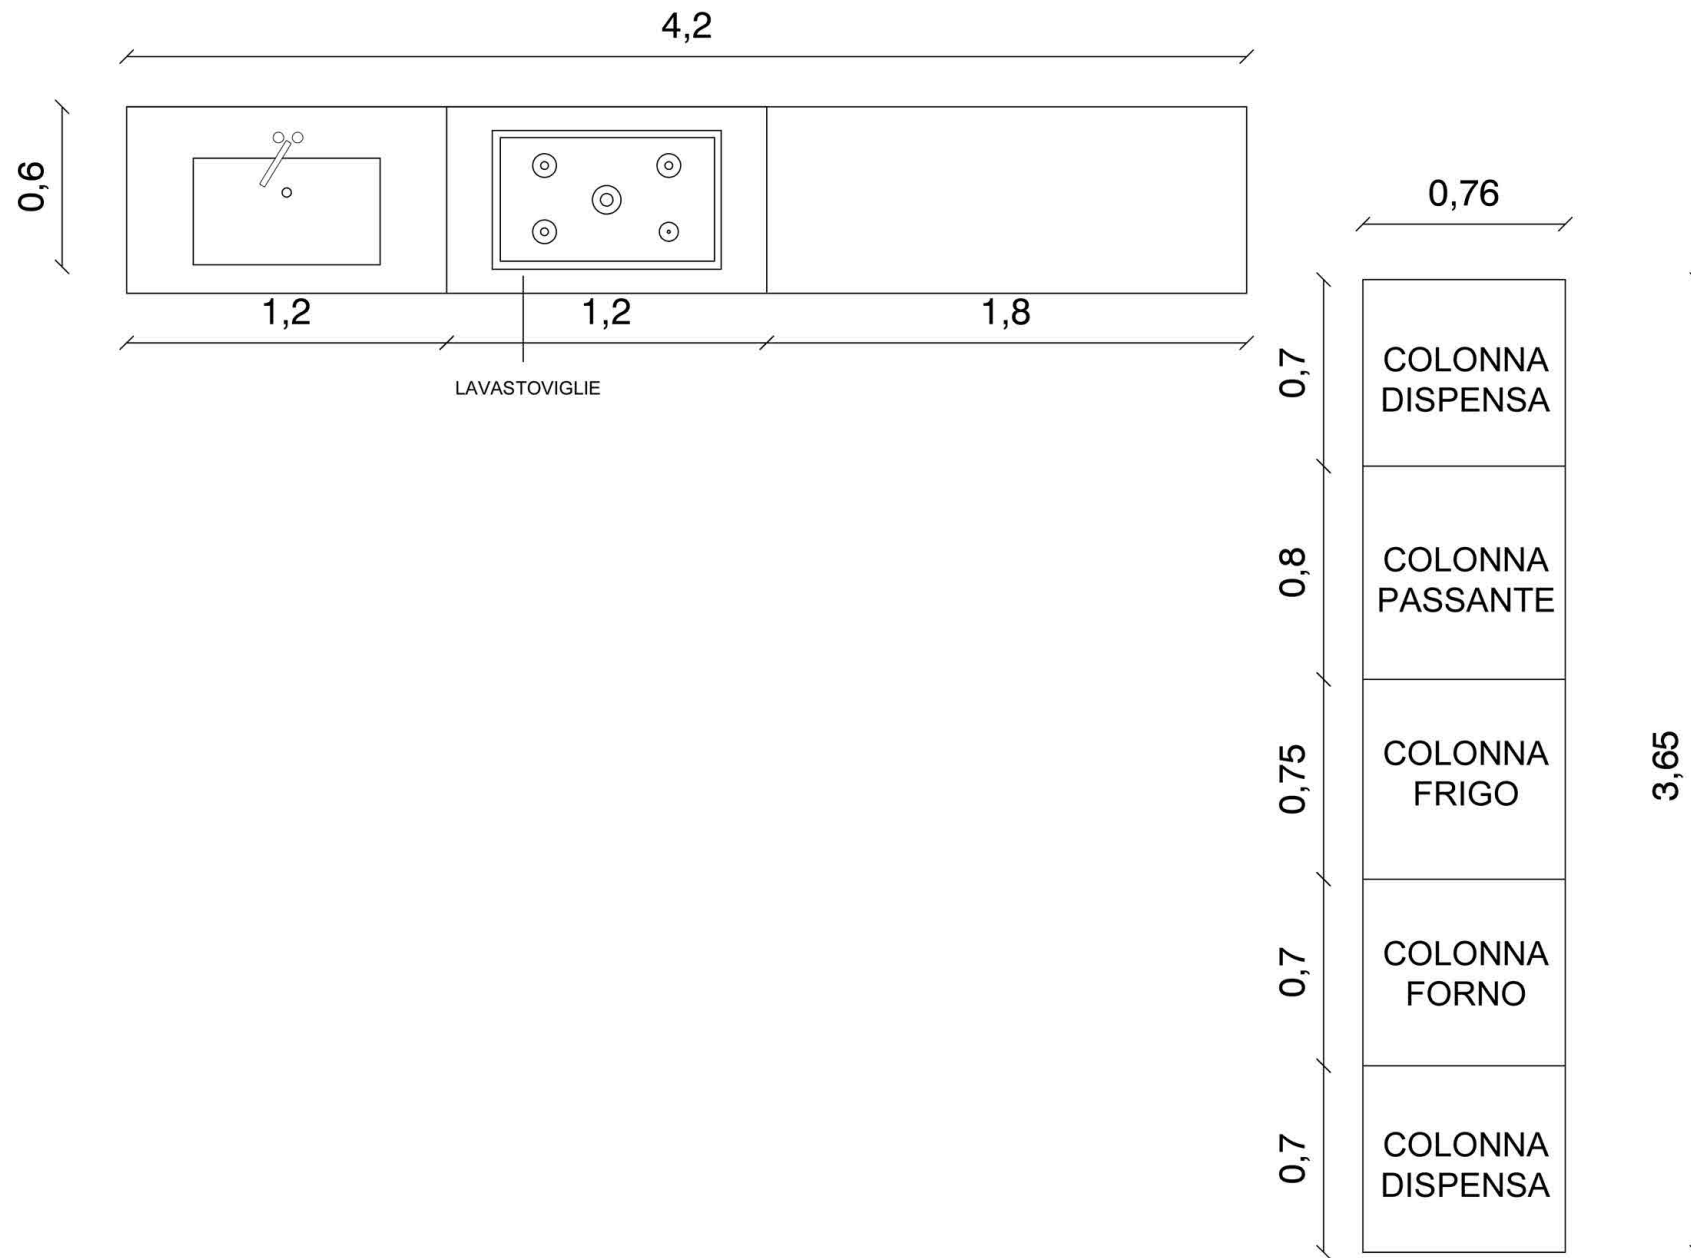 4,2
0,6
1,2
1,2
1,8
LAVASTOVIGLIE
0,76
0,7
COLONNA
DISPENSA
0,8
COLONNA
PASSANTE
0,75
COLONNA
FRIGO
3,65
0,7
COLONNA
FORNO
0,7
COLONNA
DISPENSA